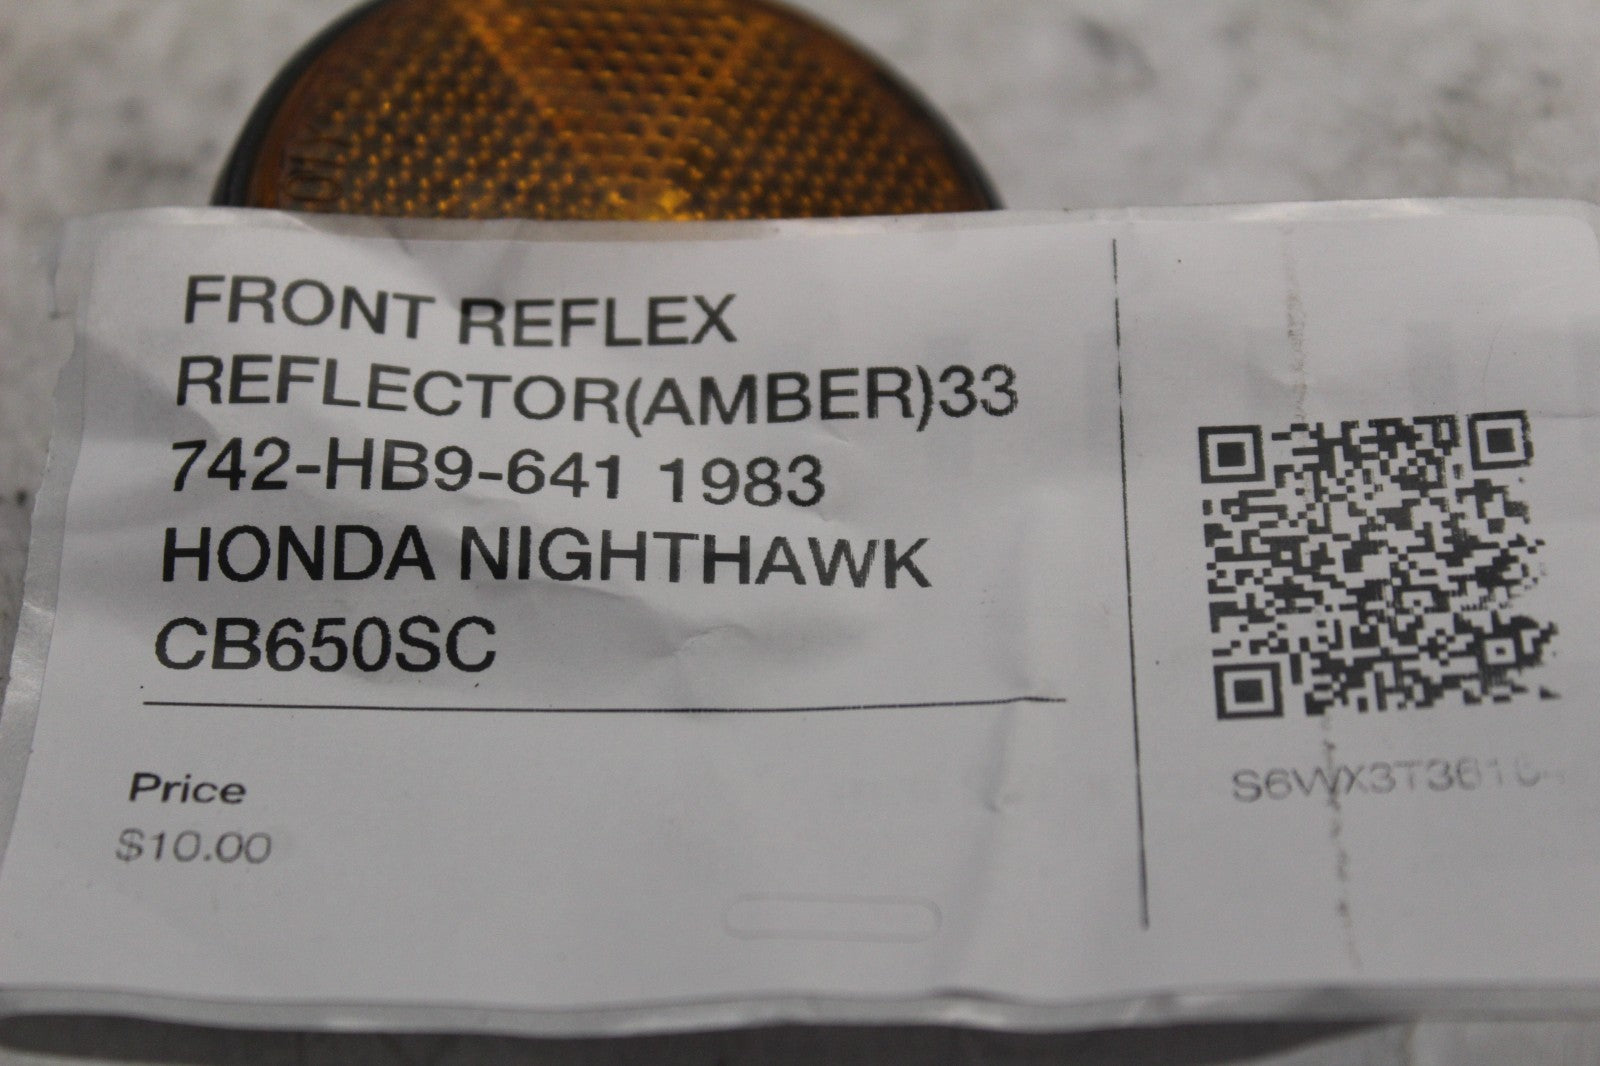 FRONT REFLEX
REFLECTOR(AMBER)33
742-HB9-641 1983
HONDA NIGHTHAWK
CB650SC
Price
$10.00